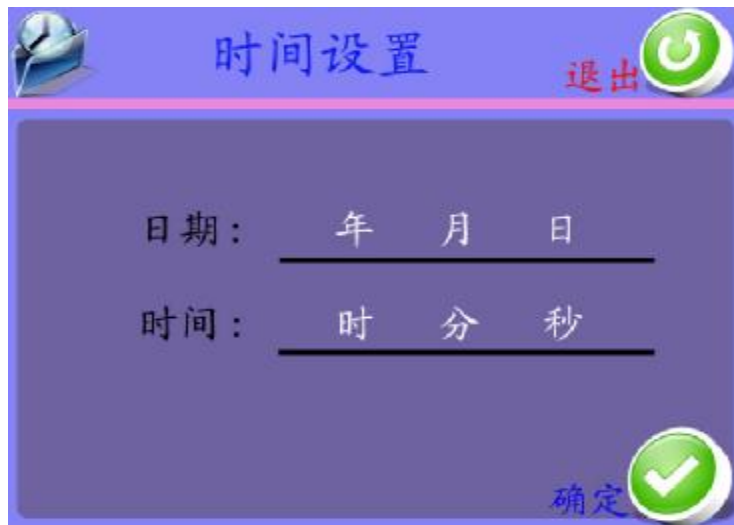 时间设置
退出
日期： 年 月 日
时间： 时 分 秒
确定